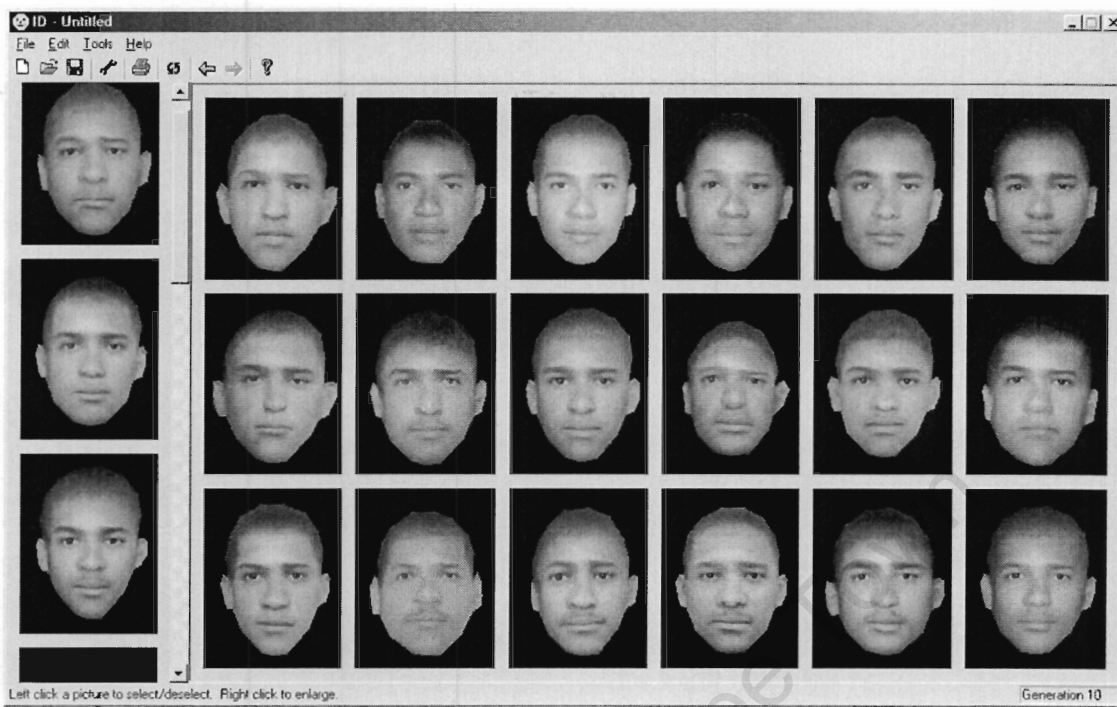 ID - Untitled
File Edit Tools Help
Left click a picture to select/deselect. Right click to enlarge.
Generation 10